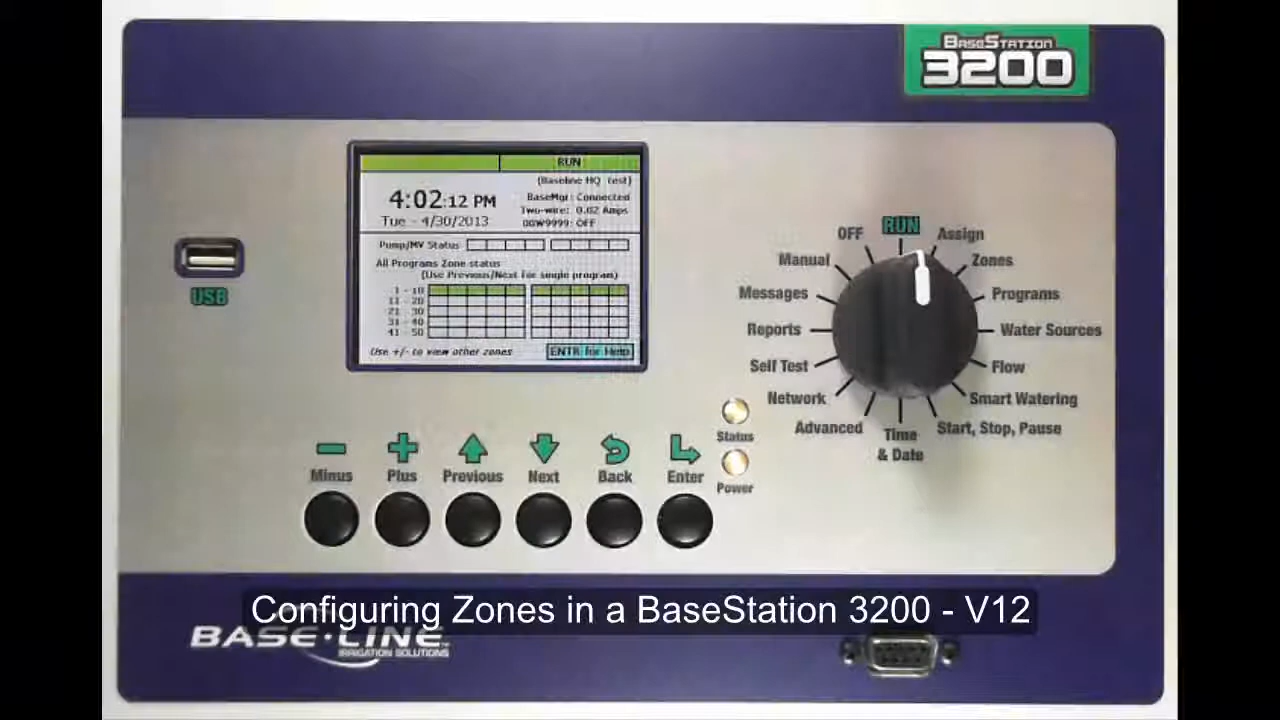 BASESTATION
3200
RUN
(Baseline HQ test)
4:02:12 PM
BaseMgr: Connected
Two-wire: 0.02 Amps
Tue - 4/30/2013
Pump/MV Status
All Programs Zone status
(Use Previous/Next for single program)
1 - 10
11 - 20
21 - 30
31 - 40
41 - 50
Use +/- to view other zones
ENTR for Help
USB
RUN
OFF
Assign
Manual
Zones
Messages
Programs
Reports
Water Sources
Self Test
Flow
Network
Smart Watering
Advanced
Time
& Date
Start, Stop, Pause
Status
Power
Minus
Plus
Previous
Next
Back
Enter
Configuring Zones in a BaseStation 3200 - V12
BASE·LINE
IRRIGATION SOLUTIONS